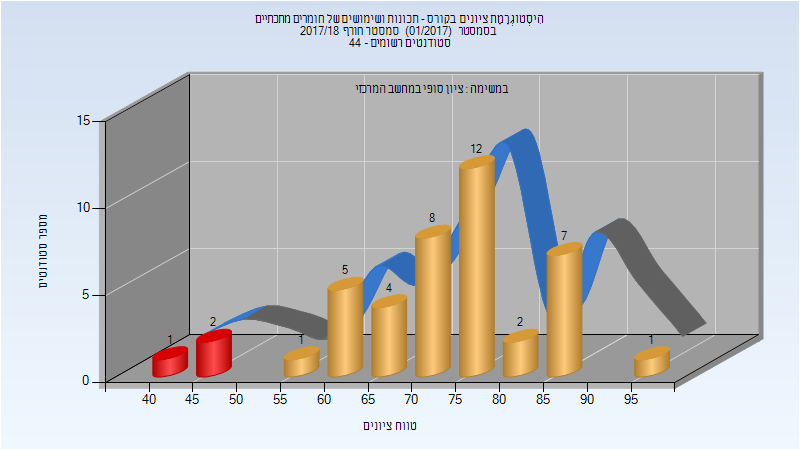 היסטוגרמת ציונים בקורס - תכונות ושימושים של חומרים מתכתיים
בסמסטר (01/2017) סמסטר חורף 2017/18
סטודנטים רשומים - 44
במשימה : ציון סופי במחשב המרכזי
מספר סטודנטים
15
10
5
0
1
2
1
5
4
8
12
2
7
1
40 45 50 55 60 65 70 75 80 85 90 95
טווח ציונים